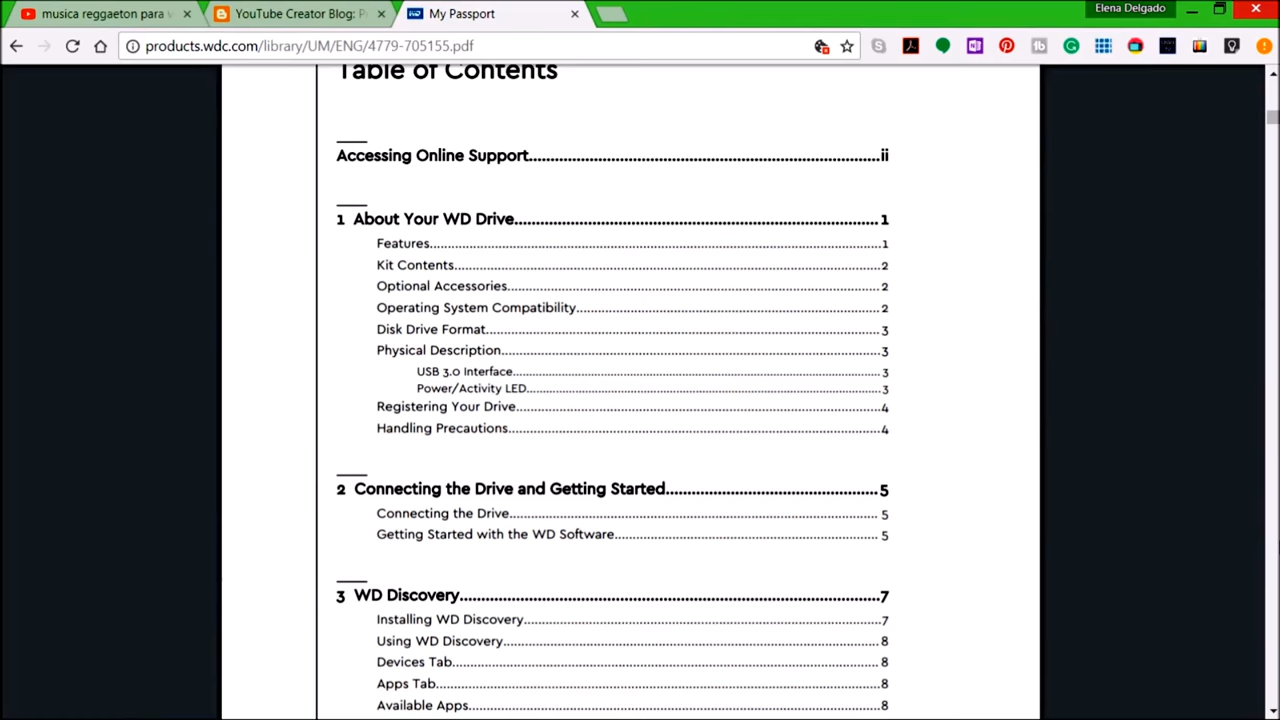 musica reggaeton para
YouTube Creator Blog:
My Passport
Elena Delgado
products.wdc.com/library/UM/ENG/4779-705155.pdf
Table of Contents
Accessing Online Support................................................................ii
1 About Your WD Drive................................................................1
Features................................................................1
Kit Contents................................................................2
Optional Accessories................................................................2
Operating System Compatibility................................................................2
Disk Drive Format................................................................3
Physical Description................................................................3
USB 3.0 Interface................................................................3
Power/Activity LED................................................................3
Registering Your Drive................................................................4
Handling Precautions................................................................4
2 Connecting the Drive and Getting Started................................................................5
Connecting the Drive................................................................5
Getting Started with the WD Software................................................................5
3 WD Discovery................................................................7
Installing WD Discovery................................................................7
Using WD Discovery................................................................8
Devices Tab................................................................8
Apps Tab................................................................8
Available Apps................................................................8